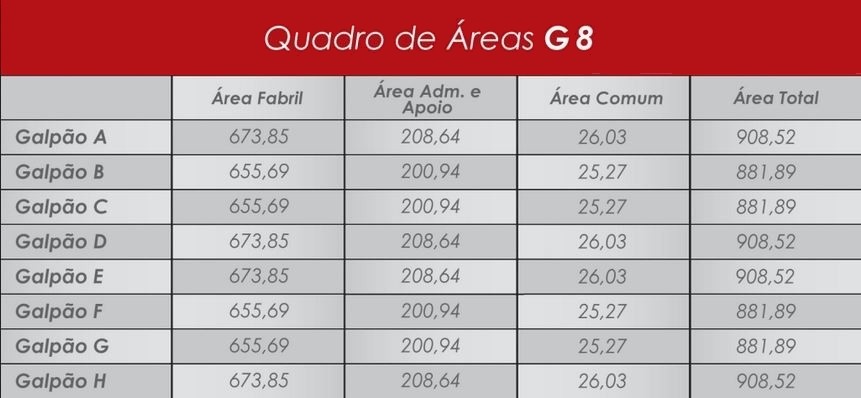 Quadro de Áreas G8
Área Fabril Área Adm. e Apoio Área Comum Área Total
Galpão A 673,85 208,64 26,03 908,52
Galpão B 655,69 200,94 25,27 881,89
Galpão C 655,69 200,94 25,27 881,89
Galpão D 673,85 208,64 26,03 908,52
Galpão E 673,85 208,64 26,03 908,52
Galpão F 655,69 200,94 25,27 881,89
Galpão G 655,69 200,94 25,27 881,89
Galpão H 673,85 208,64 26,03 908,52